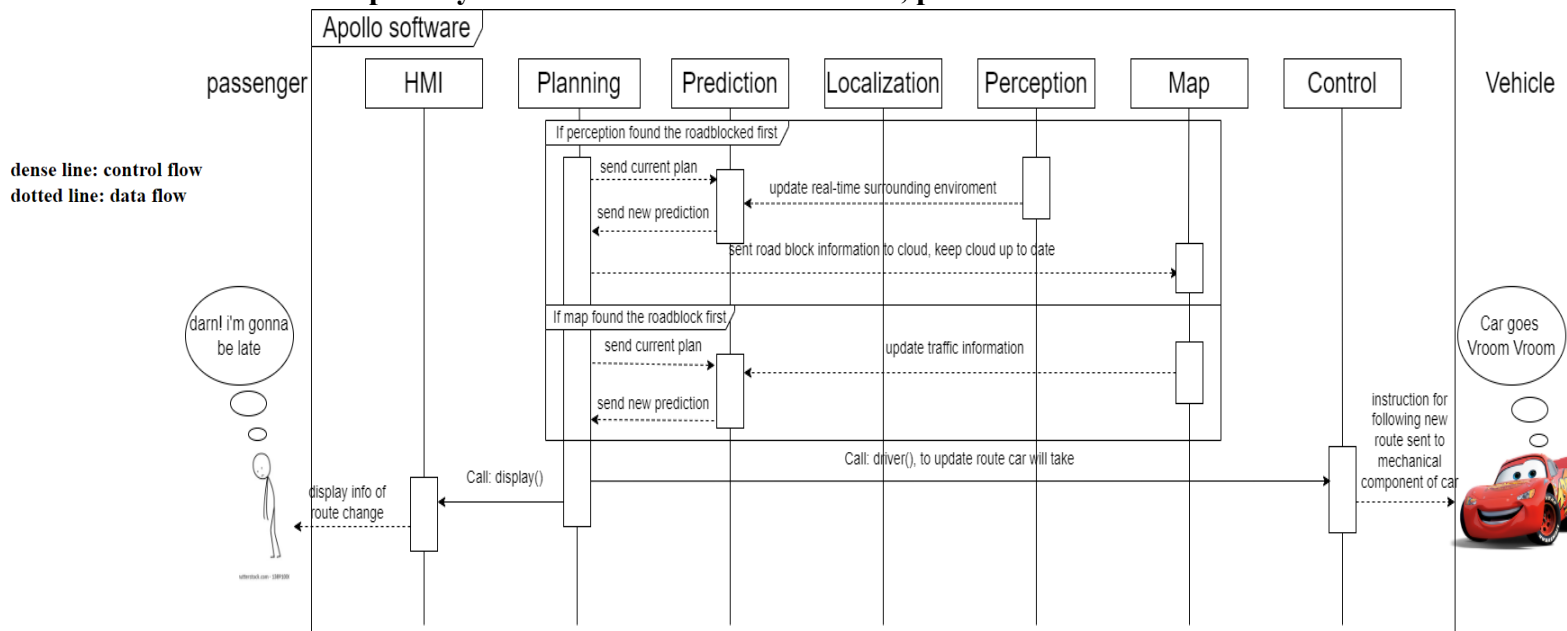 Apollo software
passenger
HMI
Planning
Prediction
Localization
Perception
Map
Control
Vehicle
If perception found the roadblocked first
dense line: control flow
dotted line: data flow
send current plan
update real-time surrounding enviroment
send new prediction
sent road block information to cloud, keep cloud up to date
darn! i'm gonna
be late
If map found the roadblock first
send current plan
update traffic information
Car goes
Vroom Vroom
send new prediction
instruction for
following new
route sent to
mechanical
component of car
Call: driver(), to update route car will take
Call: display()
display info of
route change